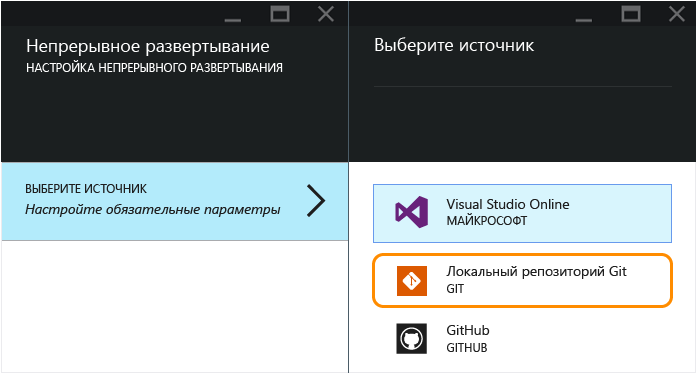 Непрерывное развертывание
НАСТРОЙКА НЕПРЕРЫВНОГО РАЗВЕРТЫВАНИЯ
ВЫБЕРИТЕ ИСТОЧНИК
Настройте обязательные параметры
Выберите источник
Visual Studio Online
МАЙКРОСОФТ
Локальный репозиторий Git
GIT
GitHub
GITHUB